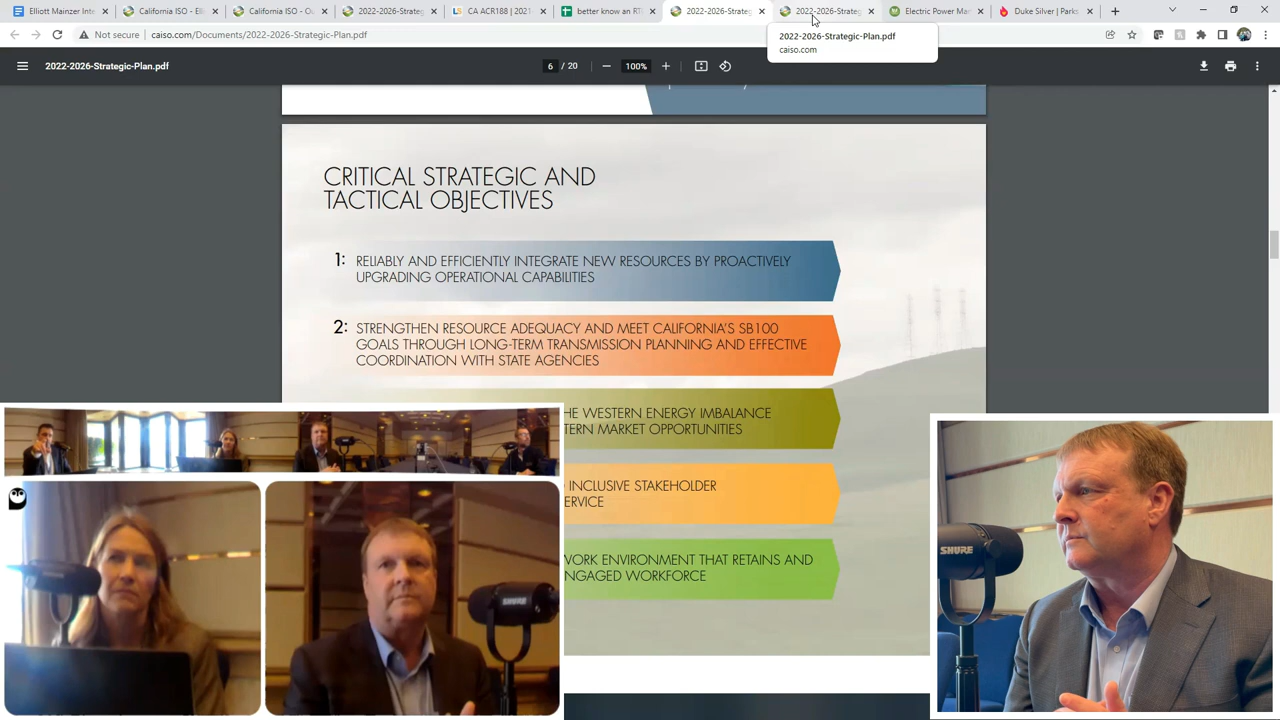 Elliott Mainzer Inte
California ISO - Elli
California ISO - Ou
2022-2026-Strateg
CA ACR188 | 2021
better know an RT
2022-2026-Strateg
2022-2026-Strateg
Electric Power Mar
Duke Silver | Parks
Not secure
caiso.com/Documents/2022-2026-Strategic-Plan.pdf
2022-2026-Strategic-Plan.pdf
caiso.com
2022-2026-Strategic-Plan.pdf
6 / 20
100%
CRITICAL STRATEGIC AND
TACTICAL OBJECTIVES
1: RELIABLY AND EFFICIENTLY INTEGRATE NEW RESOURCES BY PROACTIVELY
UPGRADING OPERATIONAL CAPABILITIES
2: STRENGTHEN RESOURCE ADEQUACY AND MEET CALIFORNIA'S SB100
GOALS THROUGH LONG-TERM TRANSMISSION PLANNING AND EFFECTIVE
COORDINATION WITH STATE AGENCIES
HE WESTERN ENERGY IMBALANCE
TERN MARKET OPPORTUNITIES
INCLUSIVE STAKEHOLDER
ERVICE
WORK ENVIRONMENT THAT RETAINS AND
NGAGED WORKFORCE
SHURE
SHURE